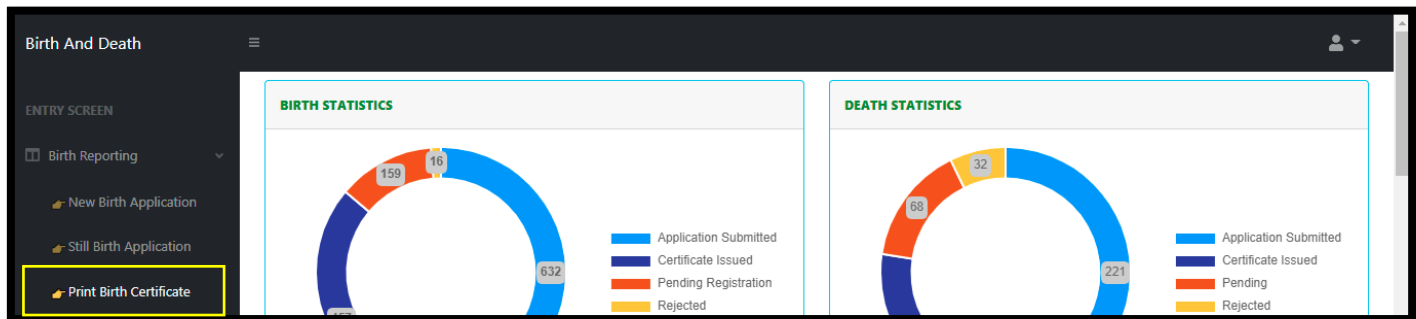 Birth And Death
ENTRY SCREEN
Birth Reporting
New Birth Application
Still Birth Application
Print Birth Certificate
BIRTH STATISTICS
159
16
632
Application Submitted
Certificate Issued
Pending Registration
Rejected
DEATH STATISTICS
32
68
221
Application Submitted
Certificate Issued
Pending
Rejected